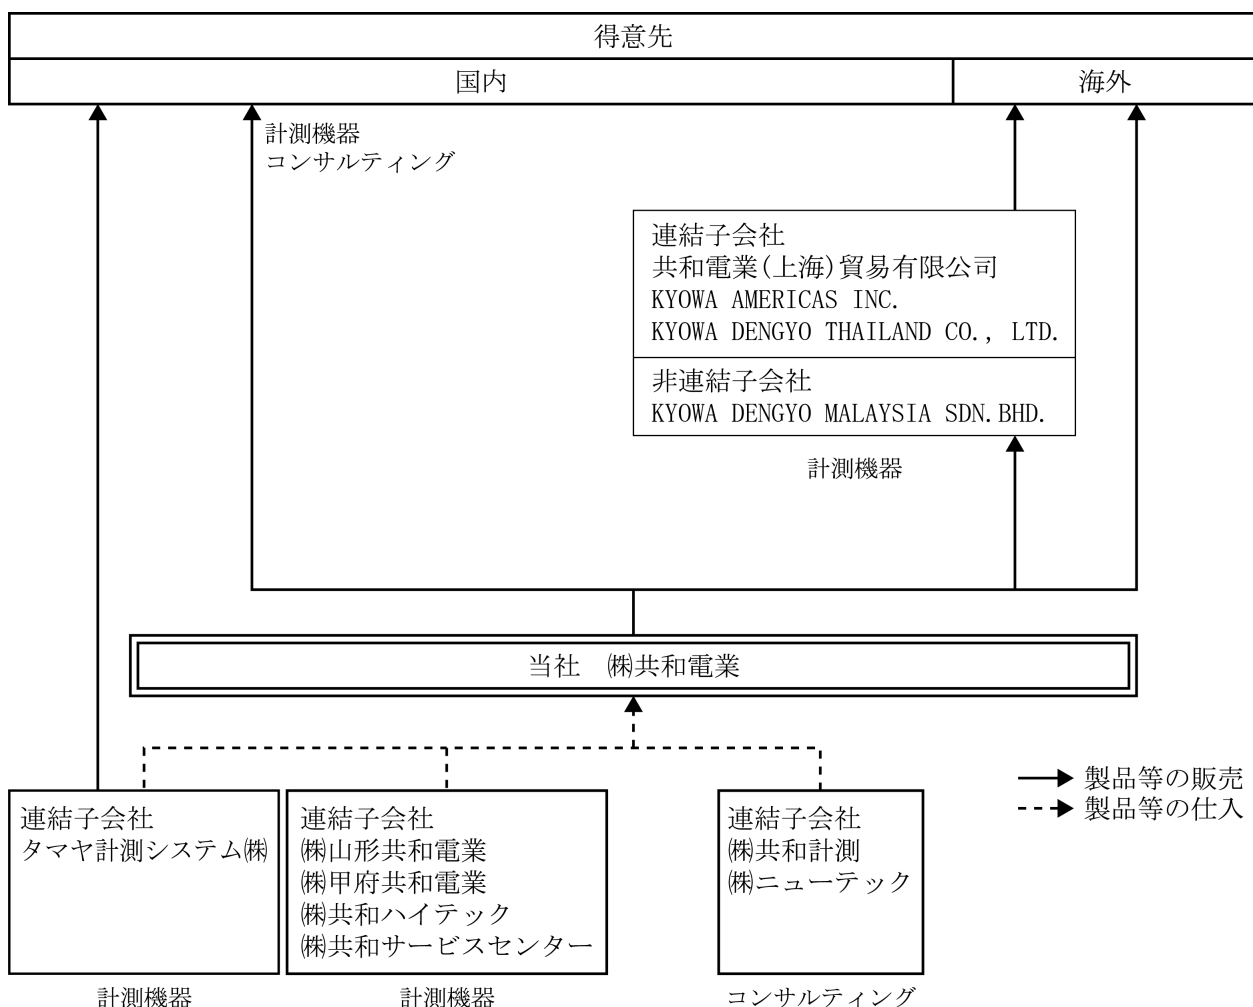 得意先
国内
海外
計測機器
コンサルティング
連結子会社
共和電業(上海)貿易有限公司
KYOWA AMERICAS INC.
KYOWA DENGYO THAILAND CO., LTD.
非連結子会社
KYOWA DENGYO MALAYSIA SDN.BHD.
計測機器
当社　㈱共和電業
製品等の販売
製品等の仕入
連結子会社
タマヤ計測システム㈱
計測機器
連結子会社
㈱山形共和電業
㈱甲府共和電業
㈱共和ハイテック
㈱共和サービスセンター
計測機器
連結子会社
㈱共和計測
㈱ニューテック
コンサルティング